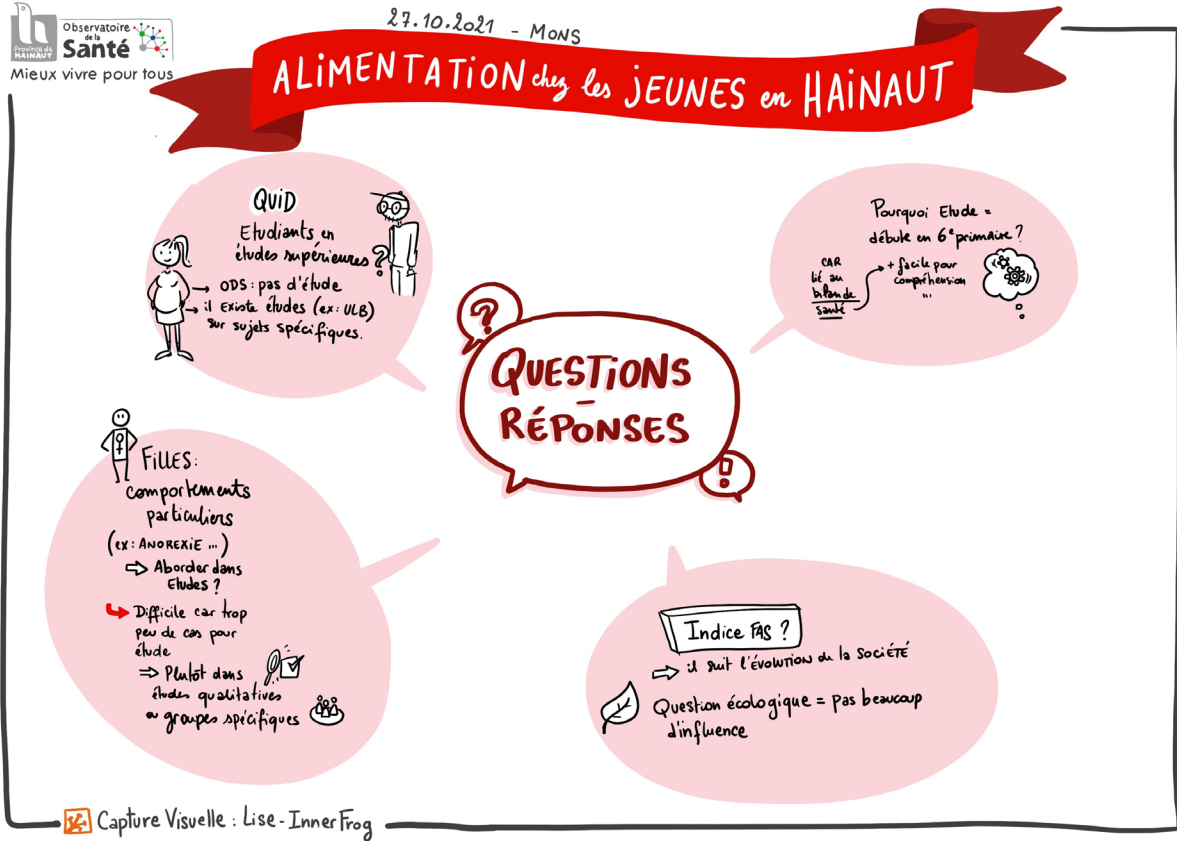 Province de
HAINAUT
Observatoire
de la
Santé
Mieux vivre pour tous
27.10.2021 - MONS
ALiMENTATiON chez les JEUNES en HAiNAUT
QUiD
Etudiants en
études supérieures ?
→ ODS : pas d'étude
→ il Existe études (ex : ULB)
sur sujets spécifiques.
Pourquoi Etude =
débute en 6e primaire ?
CAR
lié au
bilan de
santé
+ facile pour
compréhension
...
?
QUESTiONS
-
RÉPONSES
!
FiLLES :
comportements
particuliers
(ex : ANOREXiE ...)
⇨ Aborder dans
Etudes ?
↳ Difficile car trop
peu de cas pour
étude
⇒ Plutôt dans
études qualitatives
ou groupes spécifiques
Indice FAS ?
⇨ il suit l'évolution de la SOCiÉTÉ
Question écologique = pas beaucoup
d'influence
Capture Visuelle : Lise - Inner Frog